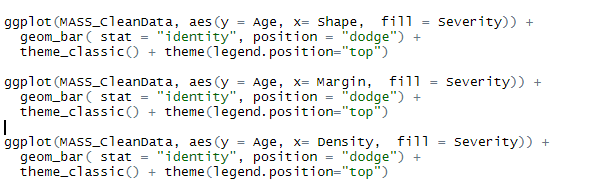 ggplot(MASS_CleanData, aes(y = Age, x= Shape,  fill = Severity)) +
  geom_bar( stat = "identity", position = "dodge") +
  theme_classic() + theme(legend.position="top")
ggplot(MASS_CleanData, aes(y = Age, x= Margin,  fill = Severity)) +
  geom_bar( stat = "identity", position = "dodge") +
  theme_classic() + theme(legend.position="top")
ggplot(MASS_CleanData, aes(y = Age, x= Density,  fill = Severity)) +
  geom_bar( stat = "identity", position = "dodge") +
  theme_classic() + theme(legend.position="top")